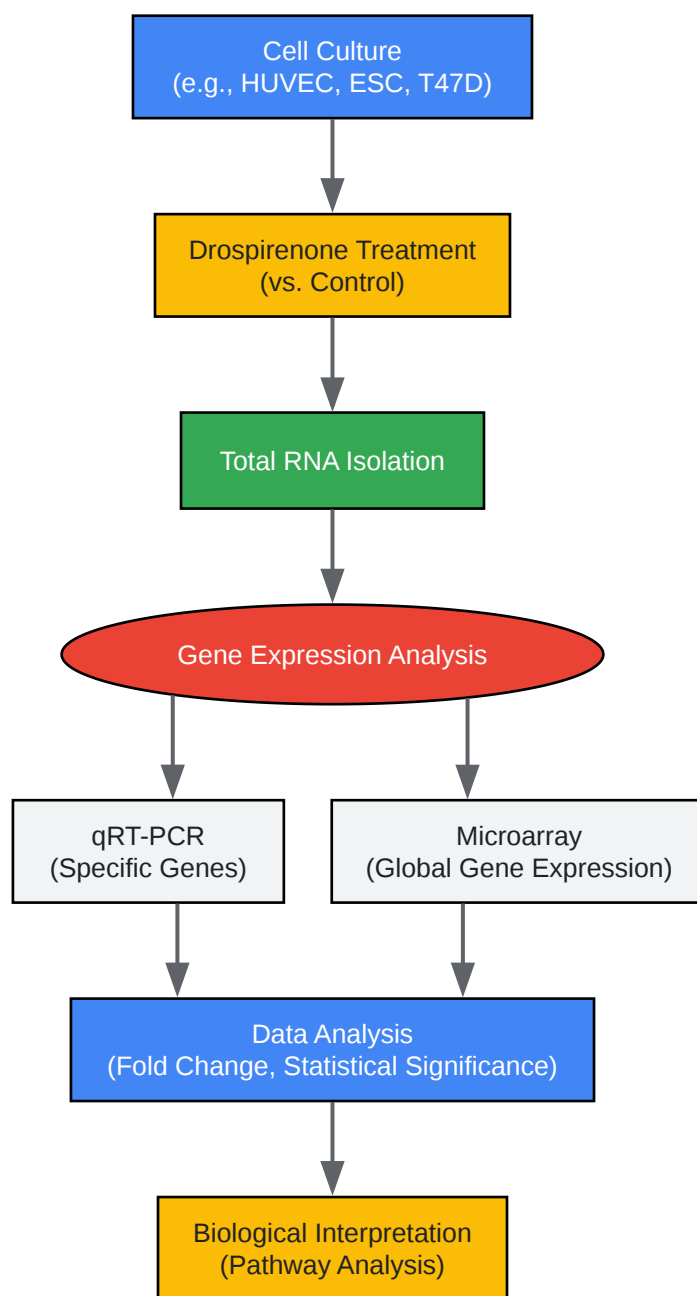 Cell Culture
(e.g., HUVEC, ESC, T47D)
Drospirenone Treatment
(vs. Control)
Total RNA Isolation
Gene Expression Analysis
qRT-PCR
(Specific Genes)
Microarray
(Global Gene Expression)
Data Analysis
(Fold Change, Statistical Significance)
Biological Interpretation
(Pathway Analysis)